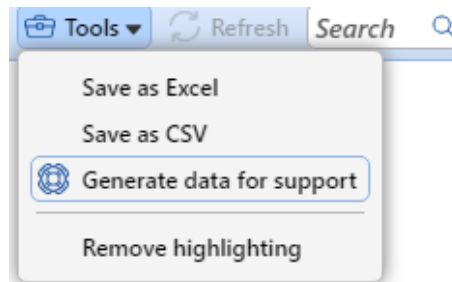 Tools Refresh Search
Save as Excel
Save as CSV
Generate data for support
Remove highlighting